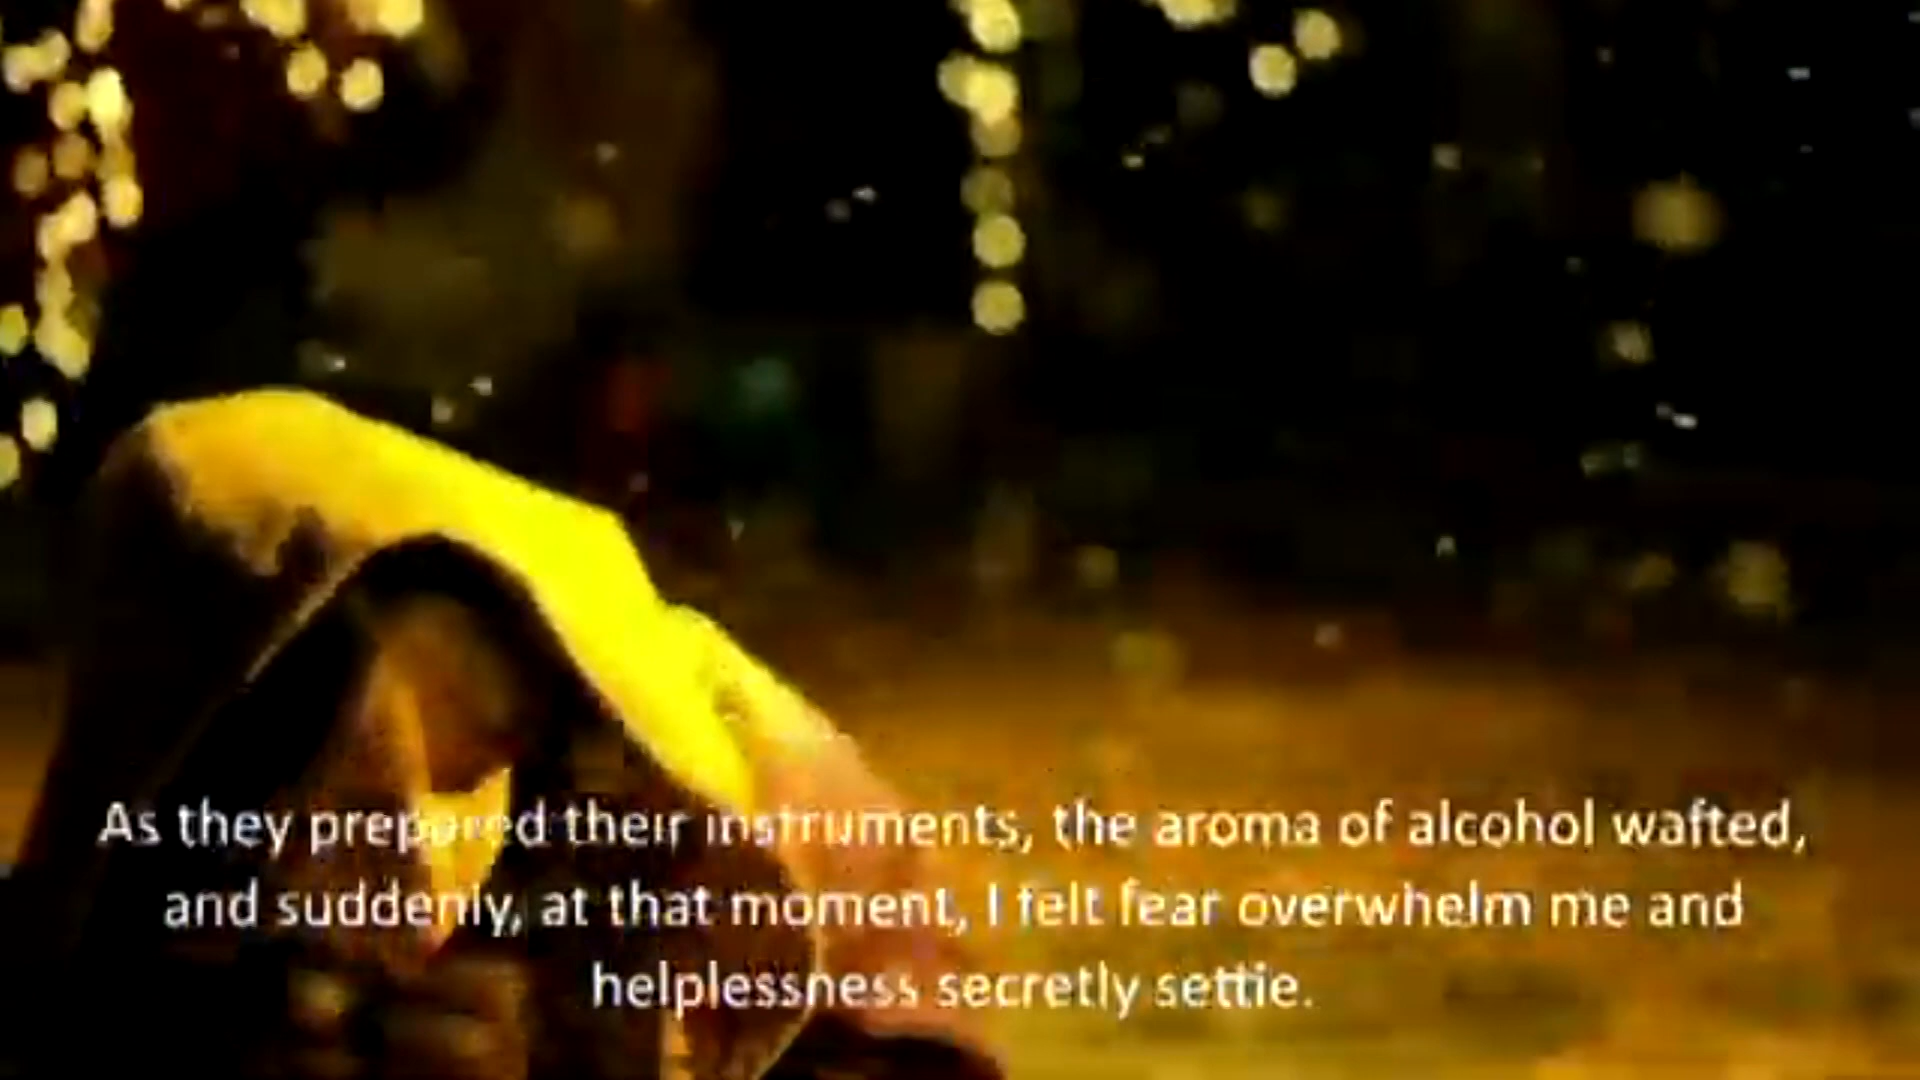 As they prepared their instruments, the aroma of alcohol wafted,
and suddenly, at that moment, I felt fear overwhelm me and
helplessness secretly settle.